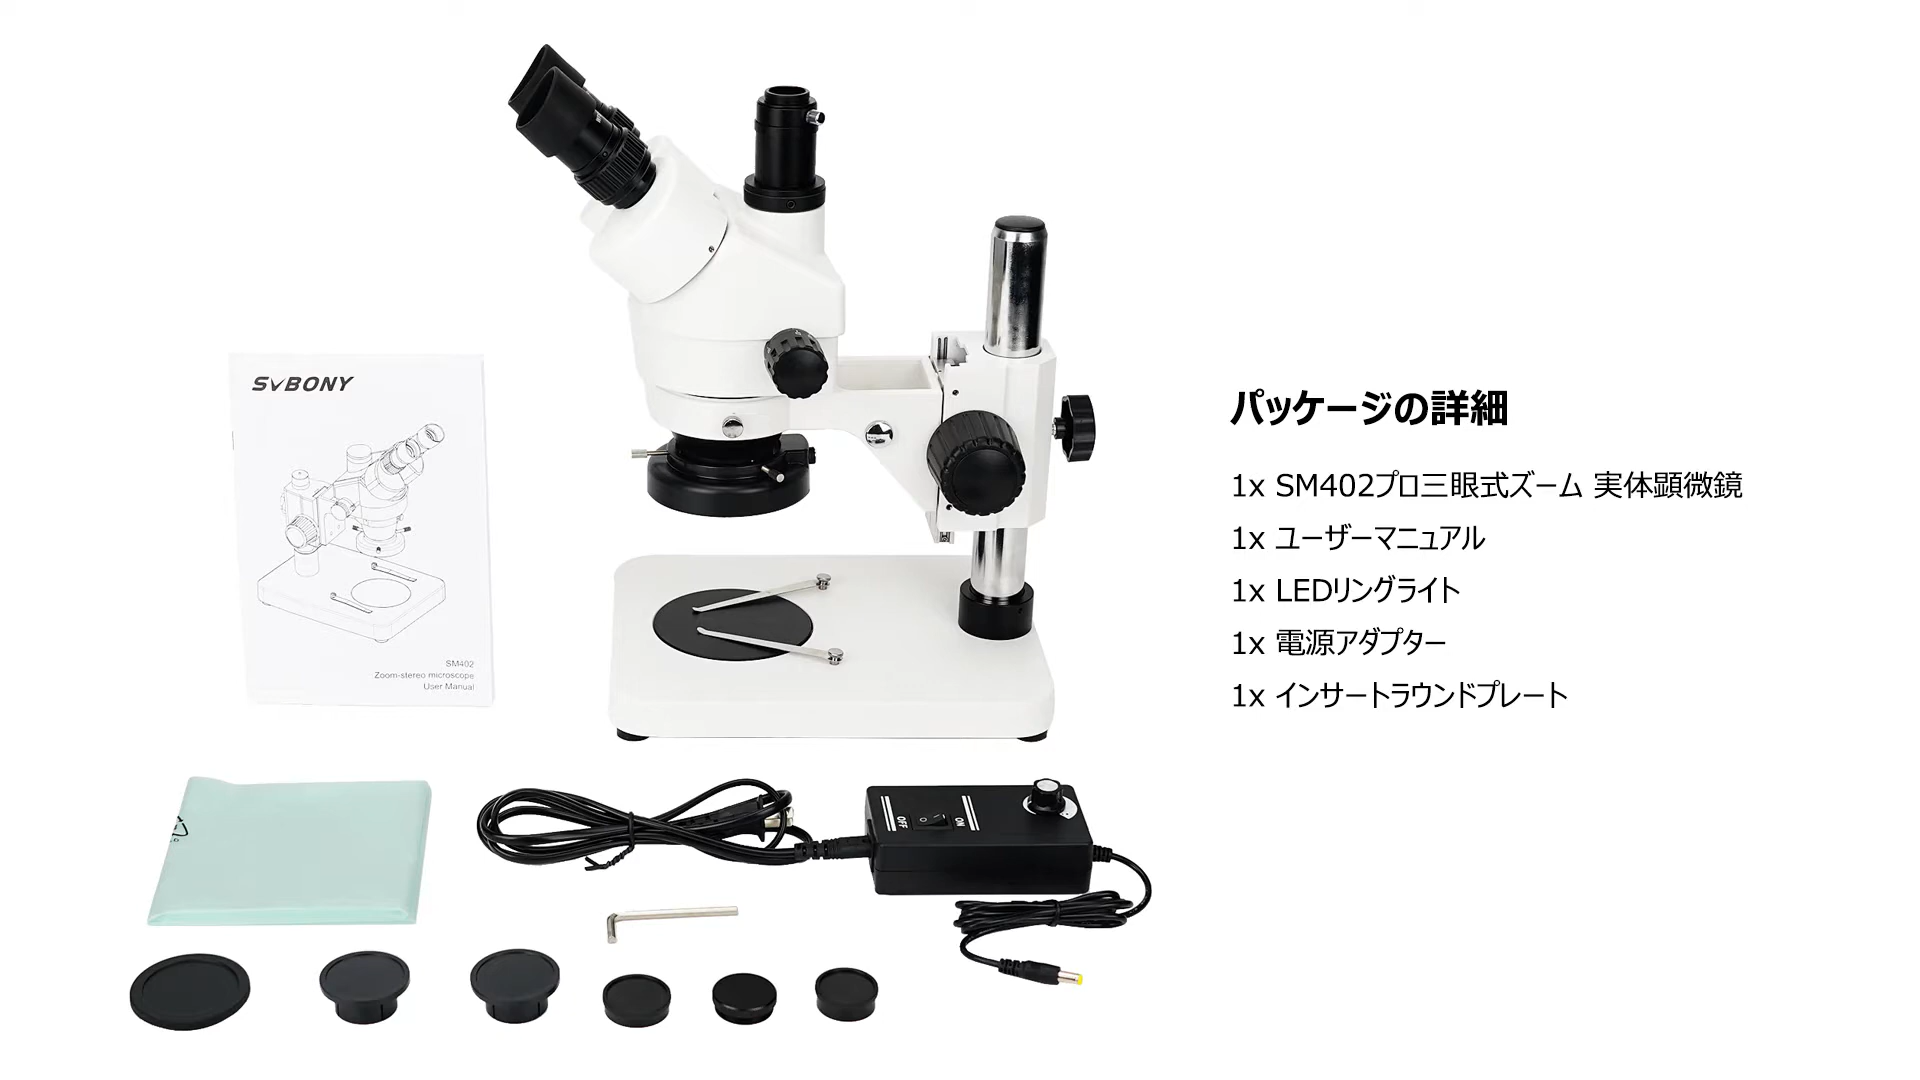 SVBONY
SM402
Zoom-stereo microscope
User Manual
OFF
ON
パッケージの詳細
1x SM402プロ三眼式ズーム 実体顕微鏡
1x ユーザーマニュアル
1x LEDリングライト
1x 電源アダプター
1x インサートラウンドプレート